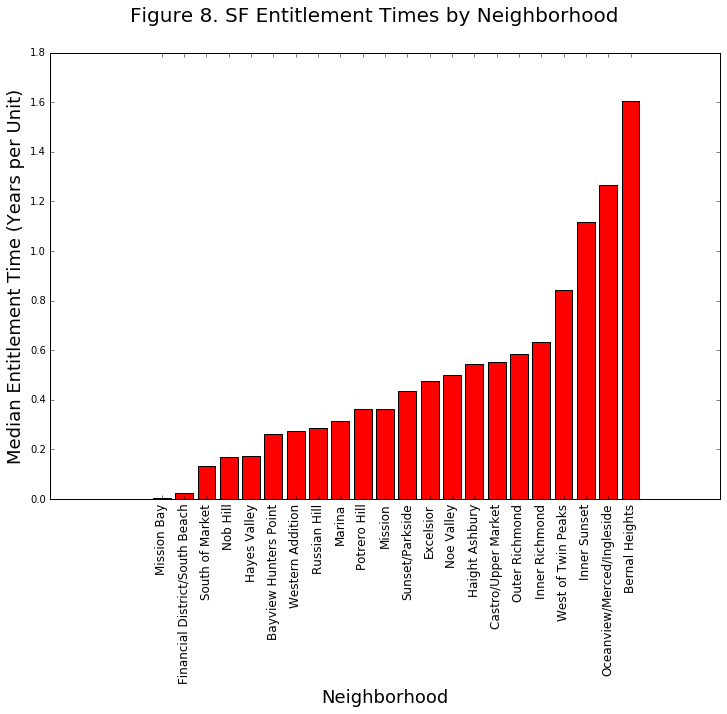 Figure 8. SF Entitlement Times by Neighborhood
Median Entitlement Time (Years per Unit)
1.8
1.6
1.4
1.2
1.0
0.8
0.6
0.4
0.2
0.0
Mission Bay
Financial District/South Beach
South of Market
Nob Hill
Hayes Valley
Bayview Hunters Point
Western Addition
Russian Hill
Marina
Potrero Hill
Mission
Sunset/Parkside
Excelsior
Noe Valley
Haight Ashbury
Castro/Upper Market
Outer Richmond
Inner Richmond
West of Twin Peaks
Inner Sunset
Oceanview/Merced/Ingleside
Bernal Heights
Neighborhood